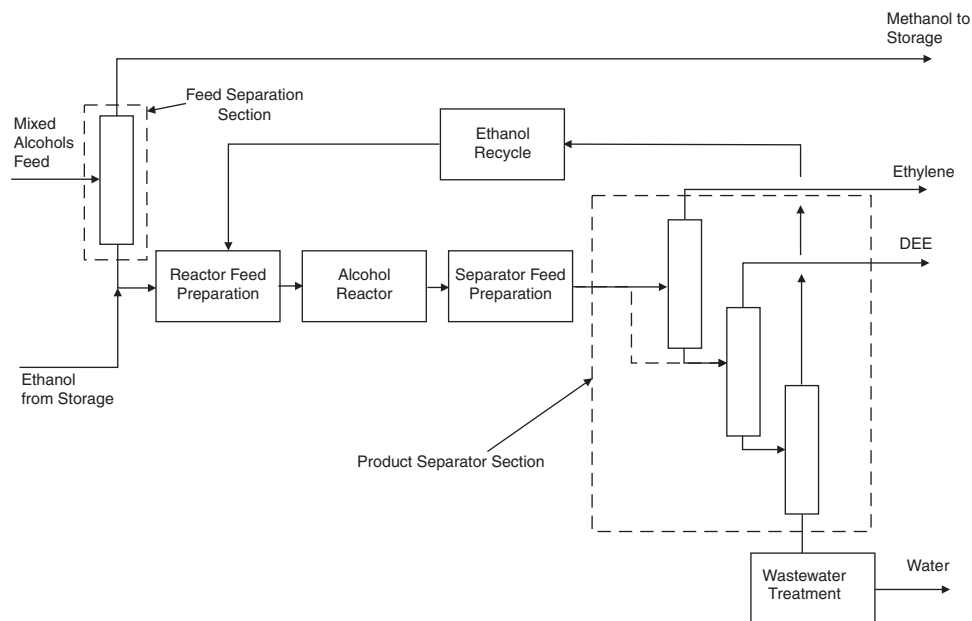 Methanol to
Storage
Feed Separation
Section
Mixed
Alcohols
Feed
Ethanol
Recycle
Ethylene
DEE
Reactor Feed
Preparation
Alcohol
Reactor
Separator Feed
Preparation
Ethanol
from Storage
Product Separator Section
Wastewater
Treatment
Water